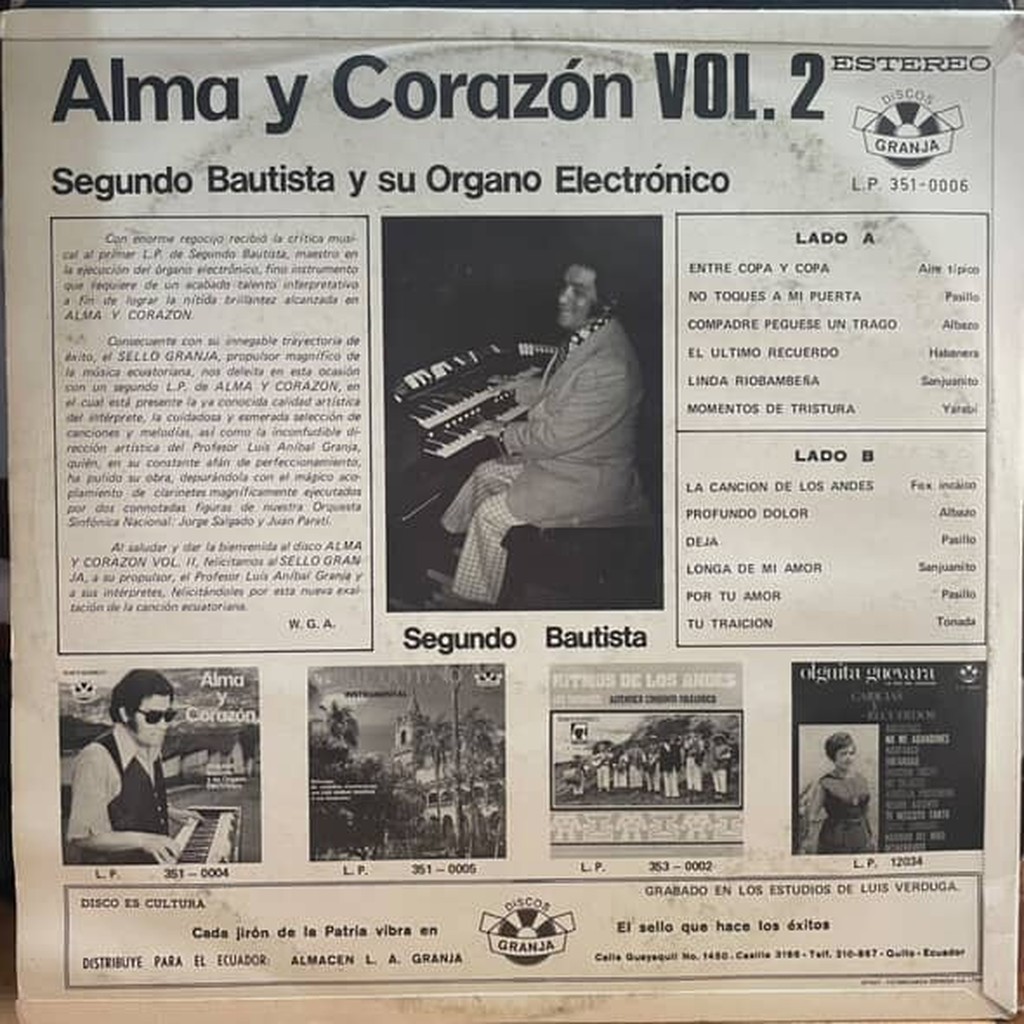 Alma y Corazón VOL. 2
ESTEREO
DISCOS
GRANJA
L.P. 351-0006
Segundo Bautista y su Organo Electrónico
Con enorme regocijo recibió la crítica musi-
cal al primer L.P. de Segundo Bautista, maestro en
la ejecución del órgano electrónico, fino instrumento
que requiere de un acabado talento interpretativo
a fin de lograr la nítida brillantez alcanzada en
ALMA Y CORAZON.
Consecuente con su innegable trayectoria de
éxito, el SELLO GRANJA, propulsor magnífico de
la música ecuatoriana, nos deleita en esta ocasión
con un segundo L.P. de ALMA Y CORAZON, en
el cual está presente la ya conocida calidad artística
del intérprete, la cuidadosa y esmerada selección de
canciones y melodías, así como la inconfudible di-
rección artística del Profesor Luis Aníbal Granja,
quién, en su constante afán de perfeccionamiento,
ha pulido su obra, depurándola con el mágico aco-
plamiento de clarinetes magníficamente ejecutados
por dos connotadas figuras de nuestra Orquesta
Sinfónica Nacional: Jorge Salgado y Juan Parati.
Al saludar y dar la bienvenida al disco ALMA
Y CORAZON VOL. II, felicitamos al SELLO GRAN
JA, a su propulsor, el Profesor Luis Aníbal Granja y
a sus intérpretes, felicitándoles por esta nueva exal-
tación de la canción ecuatoriana.
W. G. A.
Segundo Bautista
LADO A
ENTRE COPA Y COPA Aire típico
NO TOQUES A MI PUERTA Pasillo
COMPADRE PEGUESE UN TRAGO Albazo
EL ULTIMO RECUERDO Habanera
LINDA RIOBAMBEÑA Sanjuanito
MOMENTOS DE TRISTURA Yaraví
LADO B
LA CANCION DE LOS ANDES Fox incáico
PROFUNDO DOLOR Albazo
DEJA Pasillo
LONGA DE MI AMOR Sanjuanito
POR TU AMOR Pasillo
TU TRAICION Tonada
Alma
y
Corazón
L. P. 351-0004
INSTRUMENTAL
L. P. 351-0005
RITMOS DE LOS ANDES
L. P. 353-0002
olguita guevara
CARICIAS
Y
RECUERDOS
NO ME ABANDONES
L. P. 12034
DISCO ES CULTURA
GRABADO EN LOS ESTUDIOS DE LUIS VERDUGA.
Cada jirón de la Patria vibra en
DISCOS
GRANJA
El sello que hace los éxitos
DISTRIBUYE PARA EL ECUADOR: ALMACEN L. A. GRANJA
Calle Guayaquil No. 1450. Casilla 3196 - Telf. 210-867 - Quito - Ecuador